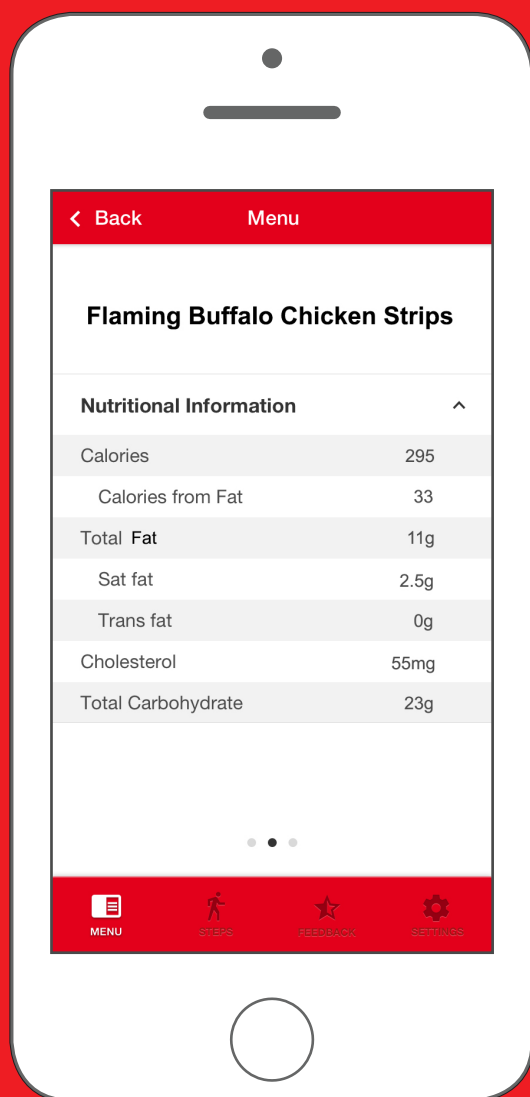 Back Menu
Flaming Buffalo Chicken Strips
Nutritional Information
Calories 295
Calories from Fat 33
Total Fat 11g
Sat fat 2.5g
Trans fat 0g
Cholesterol 55mg
Total Carbohydrate 23g
MENU STEPS FEEDBACK SETTINGS